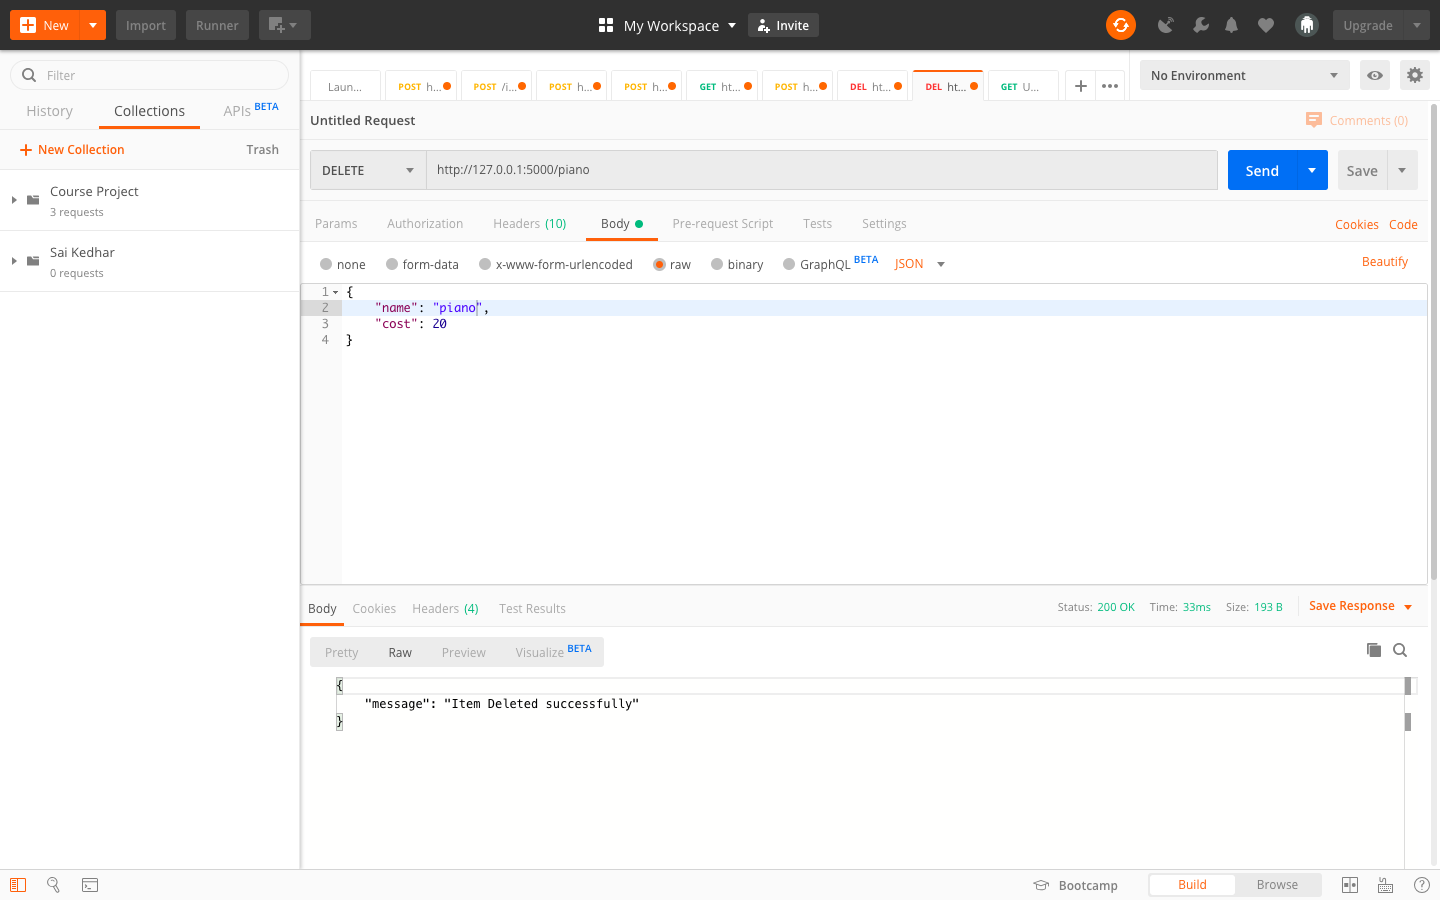 New
Import
Runner
My Workspace
Invite
Upgrade
Filter
History
Collections
APIs BETA
New Collection
Trash
Course Project
3 requests
Sai Kedhar
0 requests
Laun...
POST h...
POST /i...
POST h...
POST h...
GET ht...
POST h...
DEL ht...
DEL ht...
GET U...
No Environment
Untitled Request
Comments (0)
DELETE
http://127.0.0.1:5000/piano
Send
Save
Params
Authorization
Headers (10)
Body
Pre-request Script
Tests
Settings
Cookies
Code
none
form-data
x-www-form-urlencoded
raw
binary
GraphQL BETA
JSON
Beautify
1 {
2 "name": "piano",
3 "cost": 20
4 }
Body
Cookies
Headers (4)
Test Results
Status: 200 OK
Time: 33ms
Size: 193 B
Save Response
Pretty
Raw
Preview
Visualize BETA
{
"message": "Item Deleted successfully"
}
Bootcamp
Build
Browse